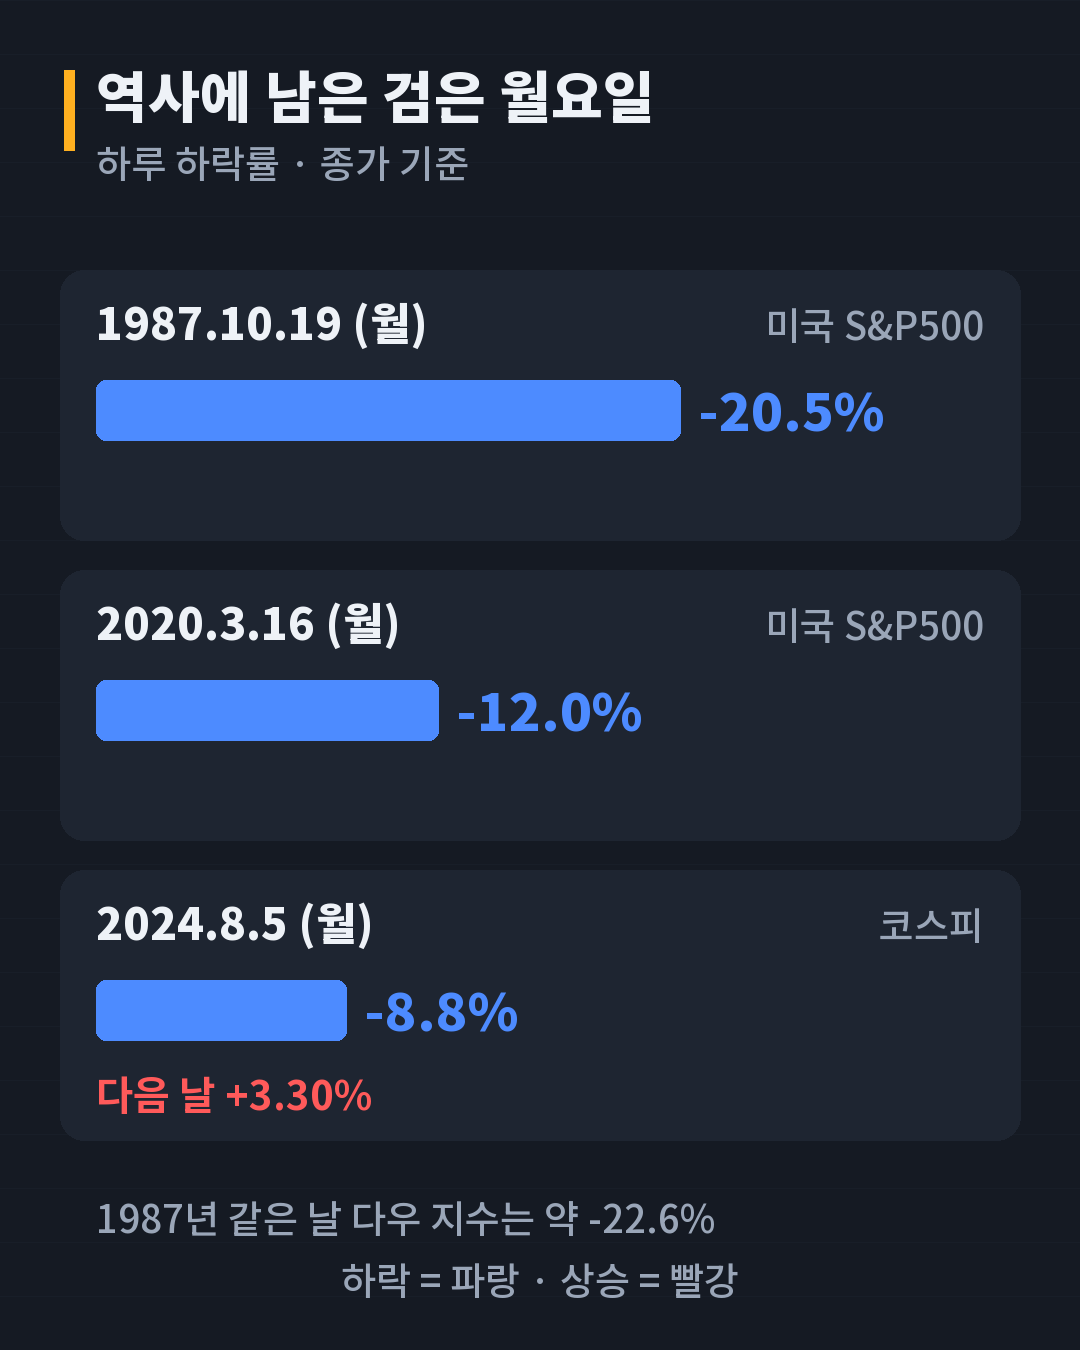 역사에 남은 검은 월요일
하루 하락률 · 종가 기준
1987.10.19 (월)
미국 S&P500
-20.5%
2020.3.16 (월)
미국 S&P500
-12.0%
2024.8.5 (월)
코스피
-8.8%
다음 날 +3.30%
1987년 같은 날 다우 지수는 약 -22.6%
하락 = 파랑 · 상승 = 빨강